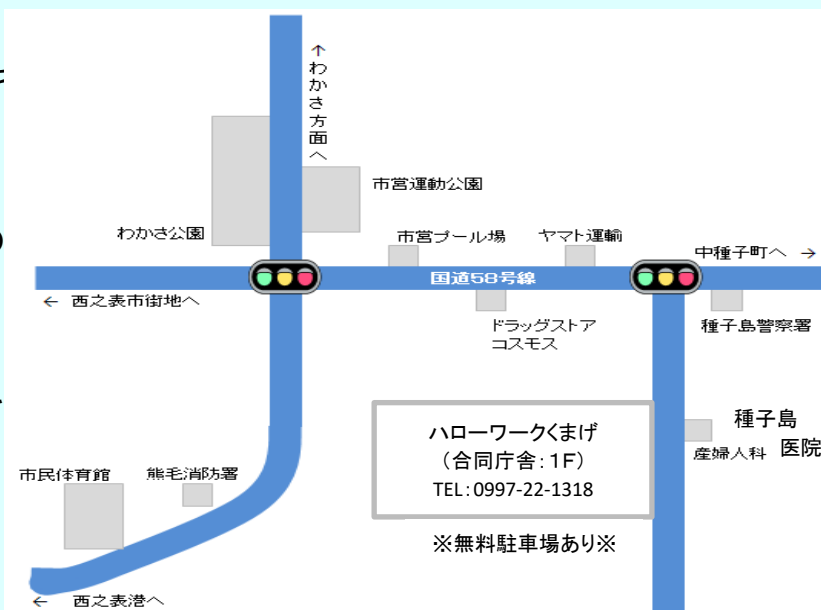 ↑わかさ方面へ
市営運動公園
わかさ公園
市営プール場
ヤマト運輸
中種子町へ →
国道58号線
← 西之表市街地へ
ドラッグストア
コスモス
種子島警察署
ハローワークくまげ
(合同庁舎:1F)
TEL:0997-22-1318
※無料駐車場あり※
種子島
産婦人科 医院
市民体育館
熊毛消防署
← 西之表港へ